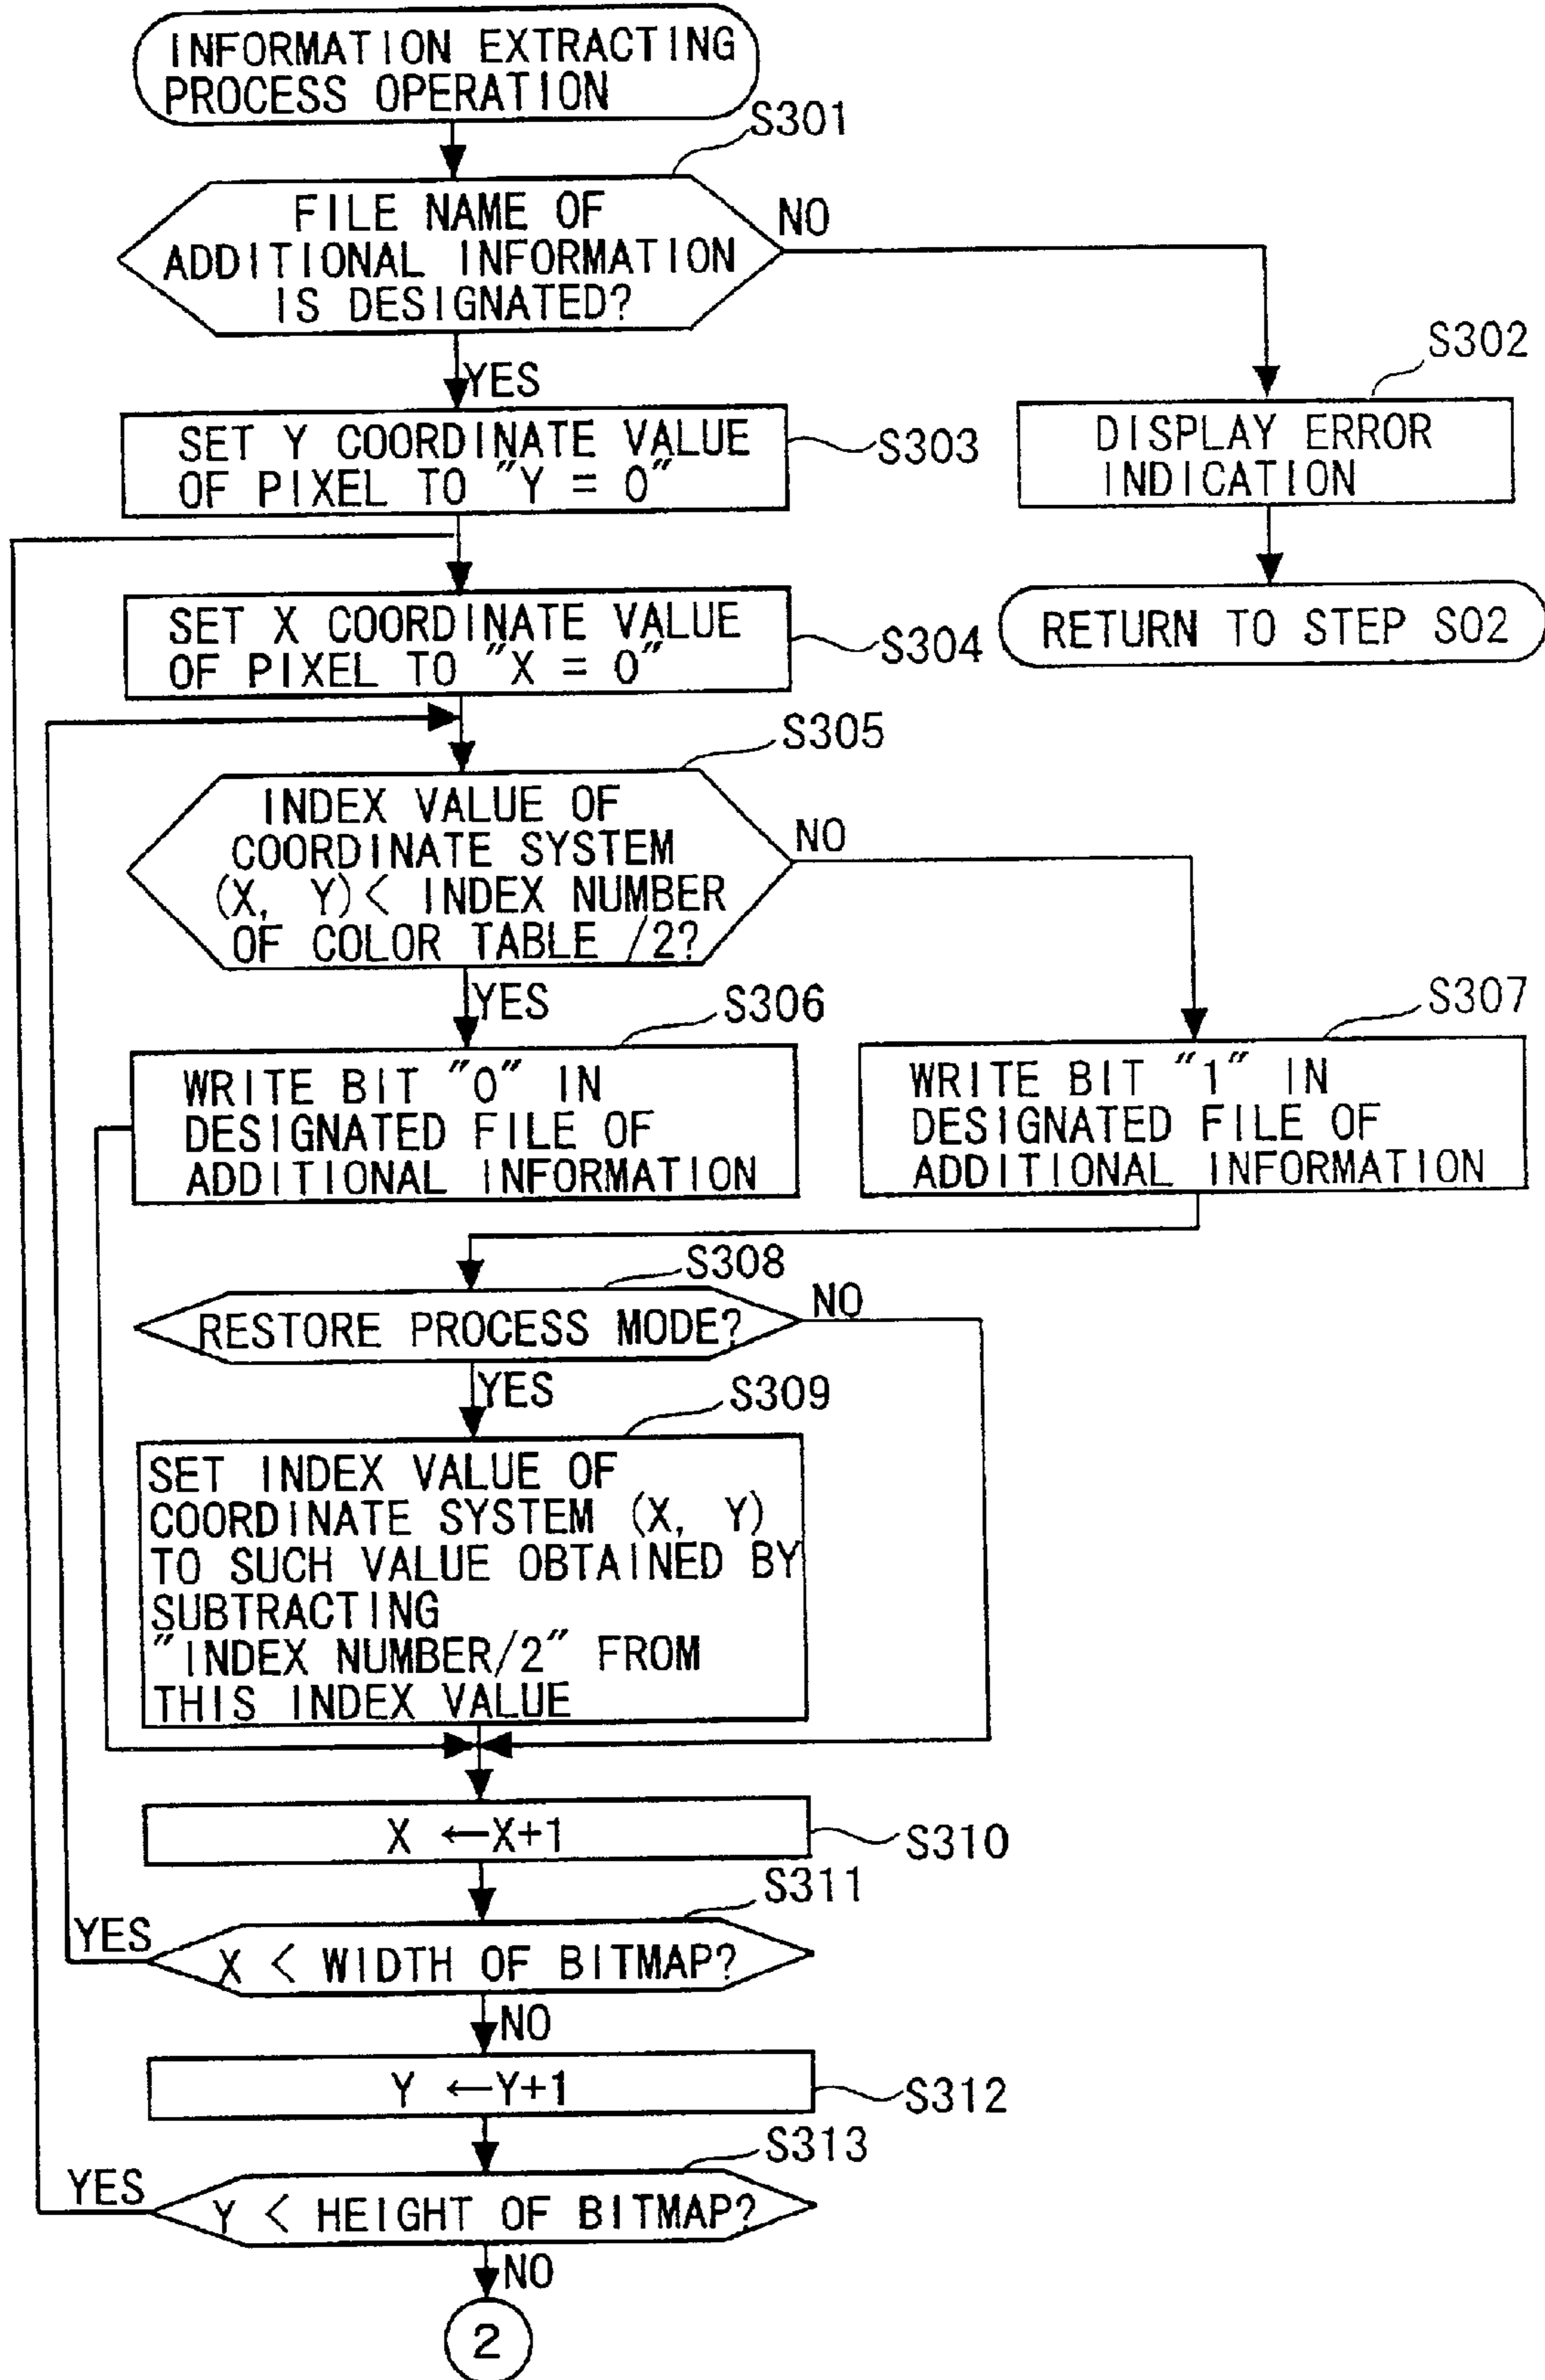 INFORMATION EXTRACTING
PROCESS OPERATION
S301
FILE NAME OF
ADDITIONAL INFORMATION
IS DESIGNATED?
NO
YES
S302
DISPLAY ERROR
INDICATION
SET Y COORDINATE VALUE
OF PIXEL TO "Y = 0"
S303
RETURN TO STEP S02
SET X COORDINATE VALUE
OF PIXEL TO "X = 0"
S304
S305
INDEX VALUE OF
COORDINATE SYSTEM
(X, Y)< INDEX NUMBER
OF COLOR TABLE /2?
NO
YES
S306
WRITE BIT "0" IN
DESIGNATED FILE OF
ADDITIONAL INFORMATION
S307
WRITE BIT "1" IN
DESIGNATED FILE OF
ADDITIONAL INFORMATION
S308
RESTORE PROCESS MODE?
NO
YES
S309
SET INDEX VALUE OF
COORDINATE SYSTEM (X, Y)
TO SUCH VALUE OBTAINED BY
SUBTRACTING
"INDEX NUMBER/2" FROM
THIS INDEX VALUE
X ←X+1
S310
S311
YES
X < WIDTH OF BITMAP?
NO
Y ←Y+1
S312
S313
YES
Y < HEIGHT OF BITMAP?
NO
2